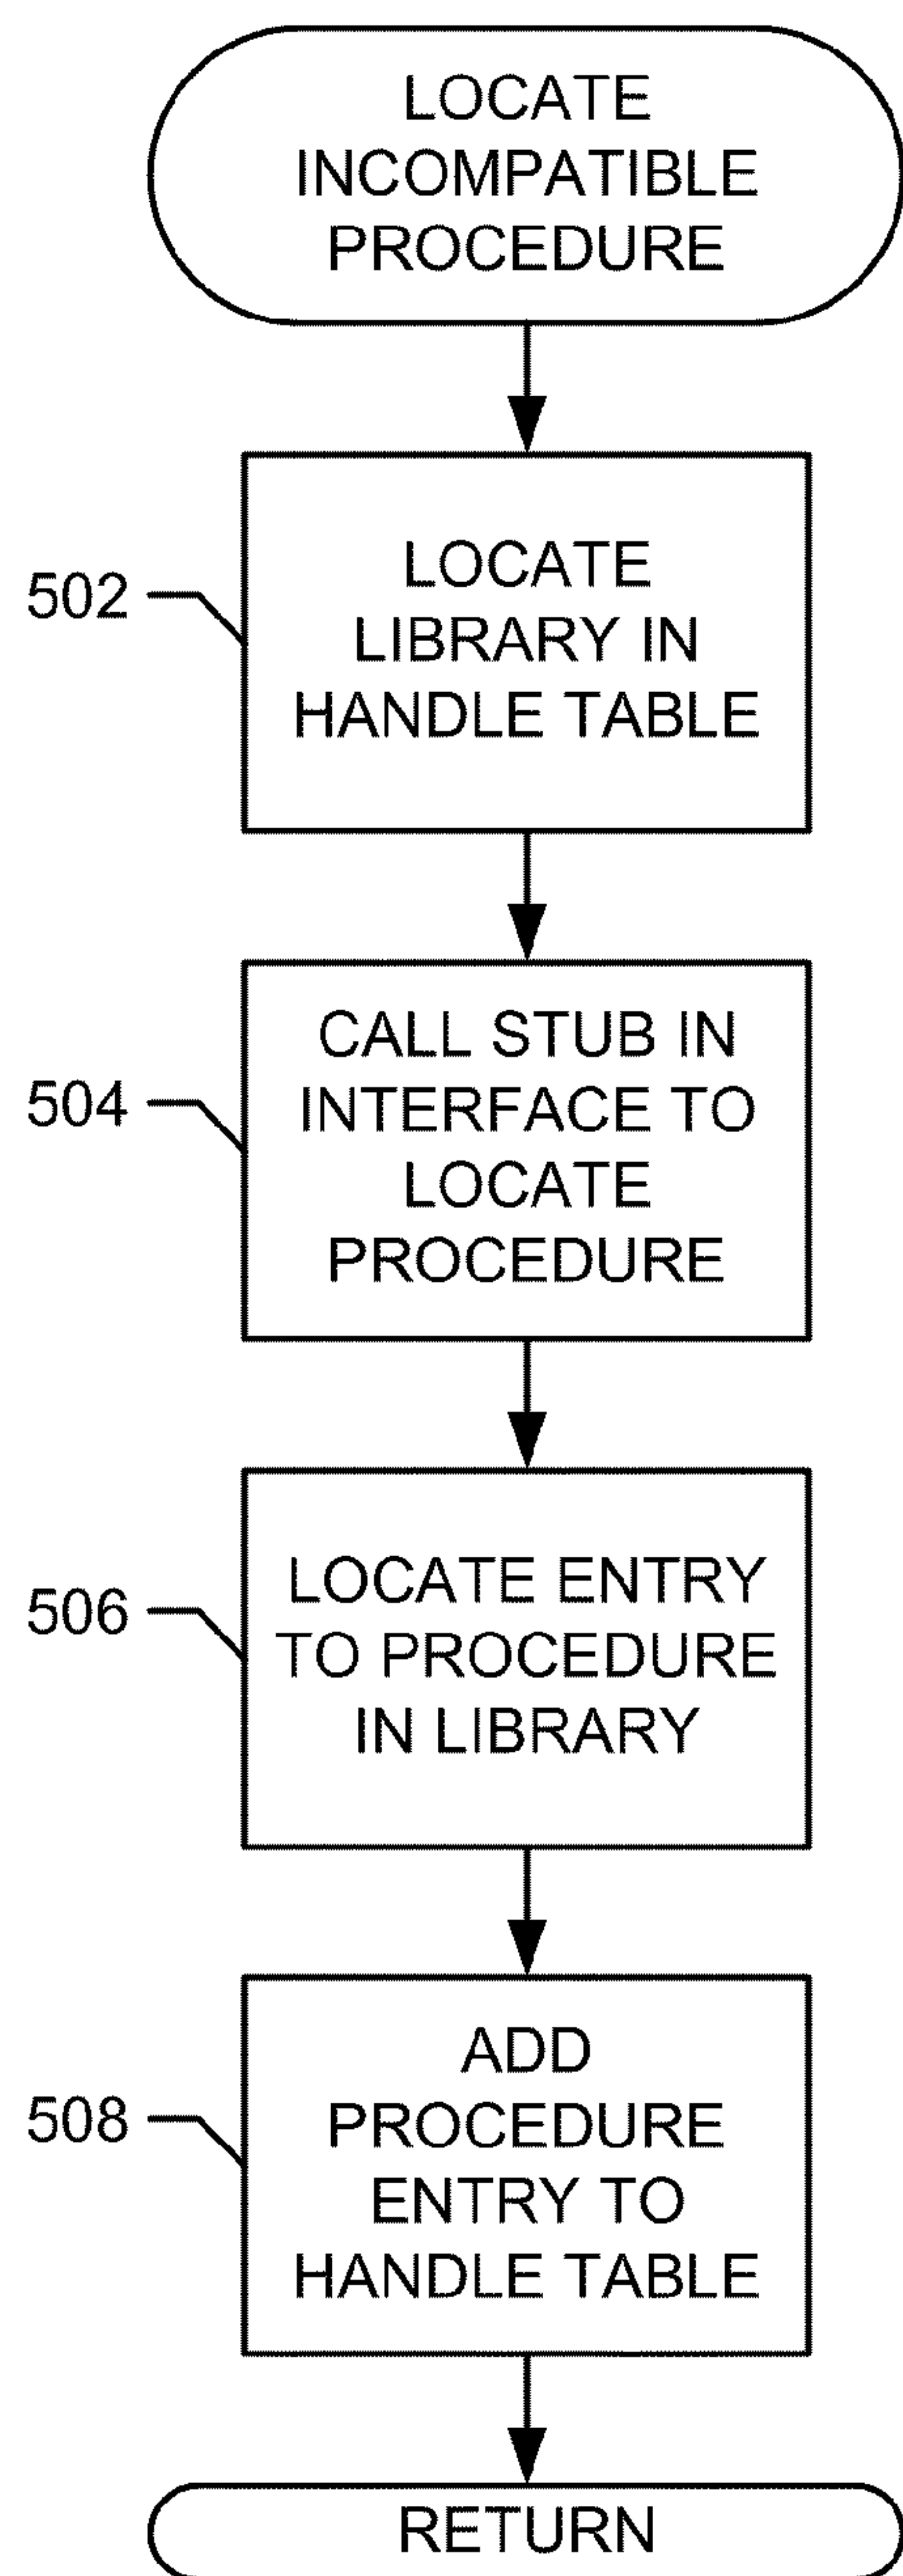 LOCATE
INCOMPATIBLE
PROCEDURE
502
LOCATE
LIBRARY IN
HANDLE TABLE
504
CALL STUB IN
INTERFACE TO
LOCATE
PROCEDURE
506
LOCATE ENTRY
TO PROCEDURE
IN LIBRARY
508
ADD
PROCEDURE
ENTRY TO
HANDLE TABLE
RETURN